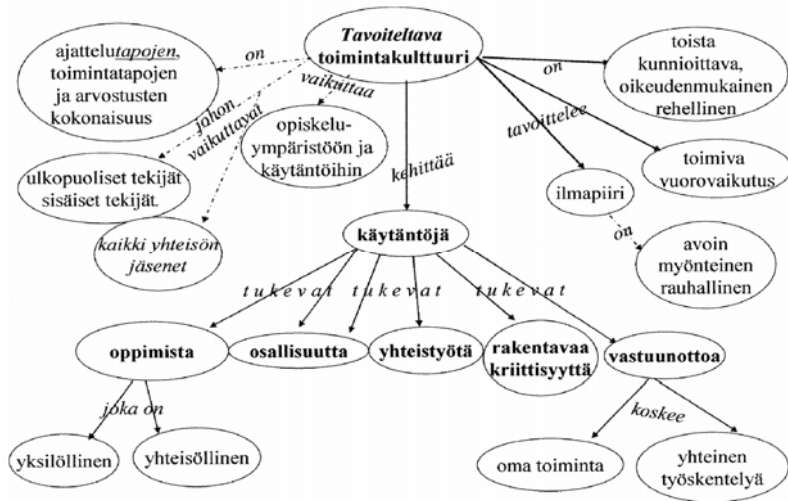 Tavoiteltava
toimintakulttuuri
ajattelutapojen,
toimintatapojen
ja arvostusten
kokonaisuus
on
vaikuttaa
johon
vaikuttavat
opiskelu-
ympäristöön ja
käytäntöihin
ulkopuoliset tekijät
sisäiset tekijät.
kaikki yhteisön
jäsenet
kehittää
on
toista
kunnioittava,
oikeudenmukainen
rehellinen
tavoittelee
toimiva
vuorovaikutus
ilmapiiri
on
avoin
myönteinen
rauhallinen
käytäntöjä
tukevat tukevat tukevat
oppimista
osallisuutta
yhteistyötä
rakentavaa
kriittisyyttä
vastuunottoa
joka on
yksilöllinen
yhteisöllinen
koskee
oma toiminta
yhteinen
työskentelyä